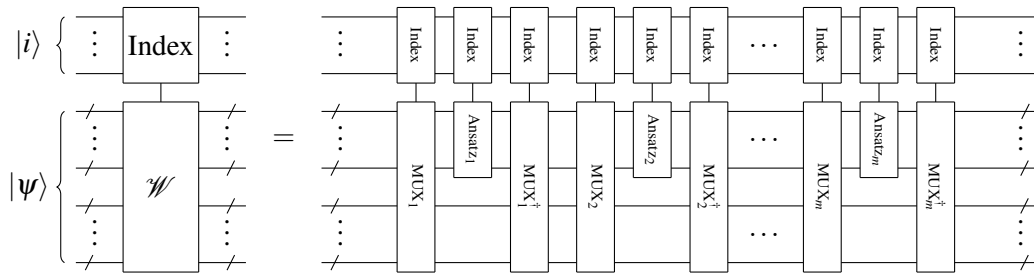 |i⟩ ⋮ Index ⋮ ⋮ Index Index Index Index Index Index ⋯ Index Index Index ⋮
=
|ψ⟩ ⋮ ⋮ 𝒲 ⋮ ⋮ ⋮ ⋮ MUX₁ Ansatz₁ MUX₁† MUX₂ Ansatz₂ MUX₂† ⋯ ⋯ MUXₘ Ansatzₘ MUXₘ† ⋮ ⋮